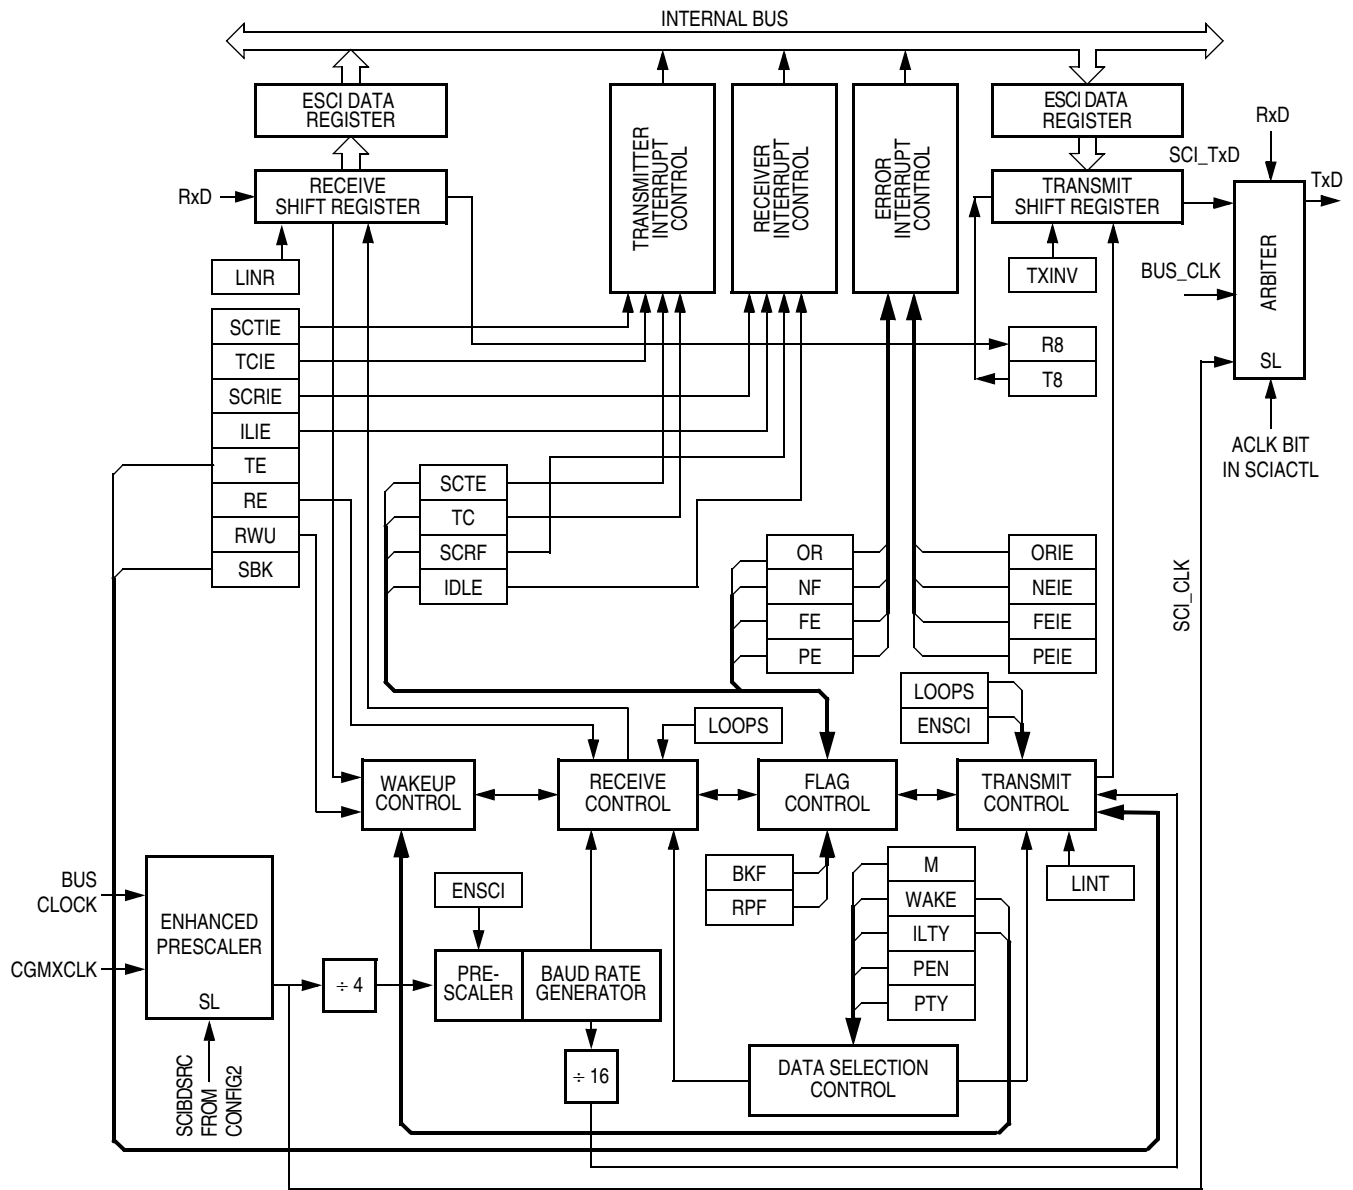 INTERNAL BUS
ESCI DATA
REGISTER
ESCI DATA
REGISTER
RxD
RECEIVE
SHIFT REGISTER
TRANSMITTER
INTERRUPT
CONTROL
RECEIVER
INTERRUPT
CONTROL
ERROR
INTERRUPT
CONTROL
TRANSMIT
SHIFT REGISTER
SCI_TxD
RxD
TxD
LINR
TXINV
BUS_CLK
ARBITER
SL
ACLK BIT
IN SCIACTL
SCTIE
TCIE
SCRIE
ILIE
TE
RE
RWU
SBK
R8
T8
SCTE
TC
SCRF
IDLE
OR
NF
FE
PE
ORIE
NEIE
FEIE
PEIE
SCI_CLK
LOOPS
LOOPS
ENSCI
WAKEUP
CONTROL
RECEIVE
CONTROL
FLAG
CONTROL
TRANSMIT
CONTROL
BKF
RPF
M
WAKE
ILTY
PEN
PTY
LINT
BUS
CLOCK
CGMXCLK
ENHANCED
PRESCALER
SL
ENSCI
÷ 4
PRE-
SCALER
BAUD RATE
GENERATOR
÷ 16
DATA SELECTION
CONTROL
SCIBDSRC
FROM
CONFIG2